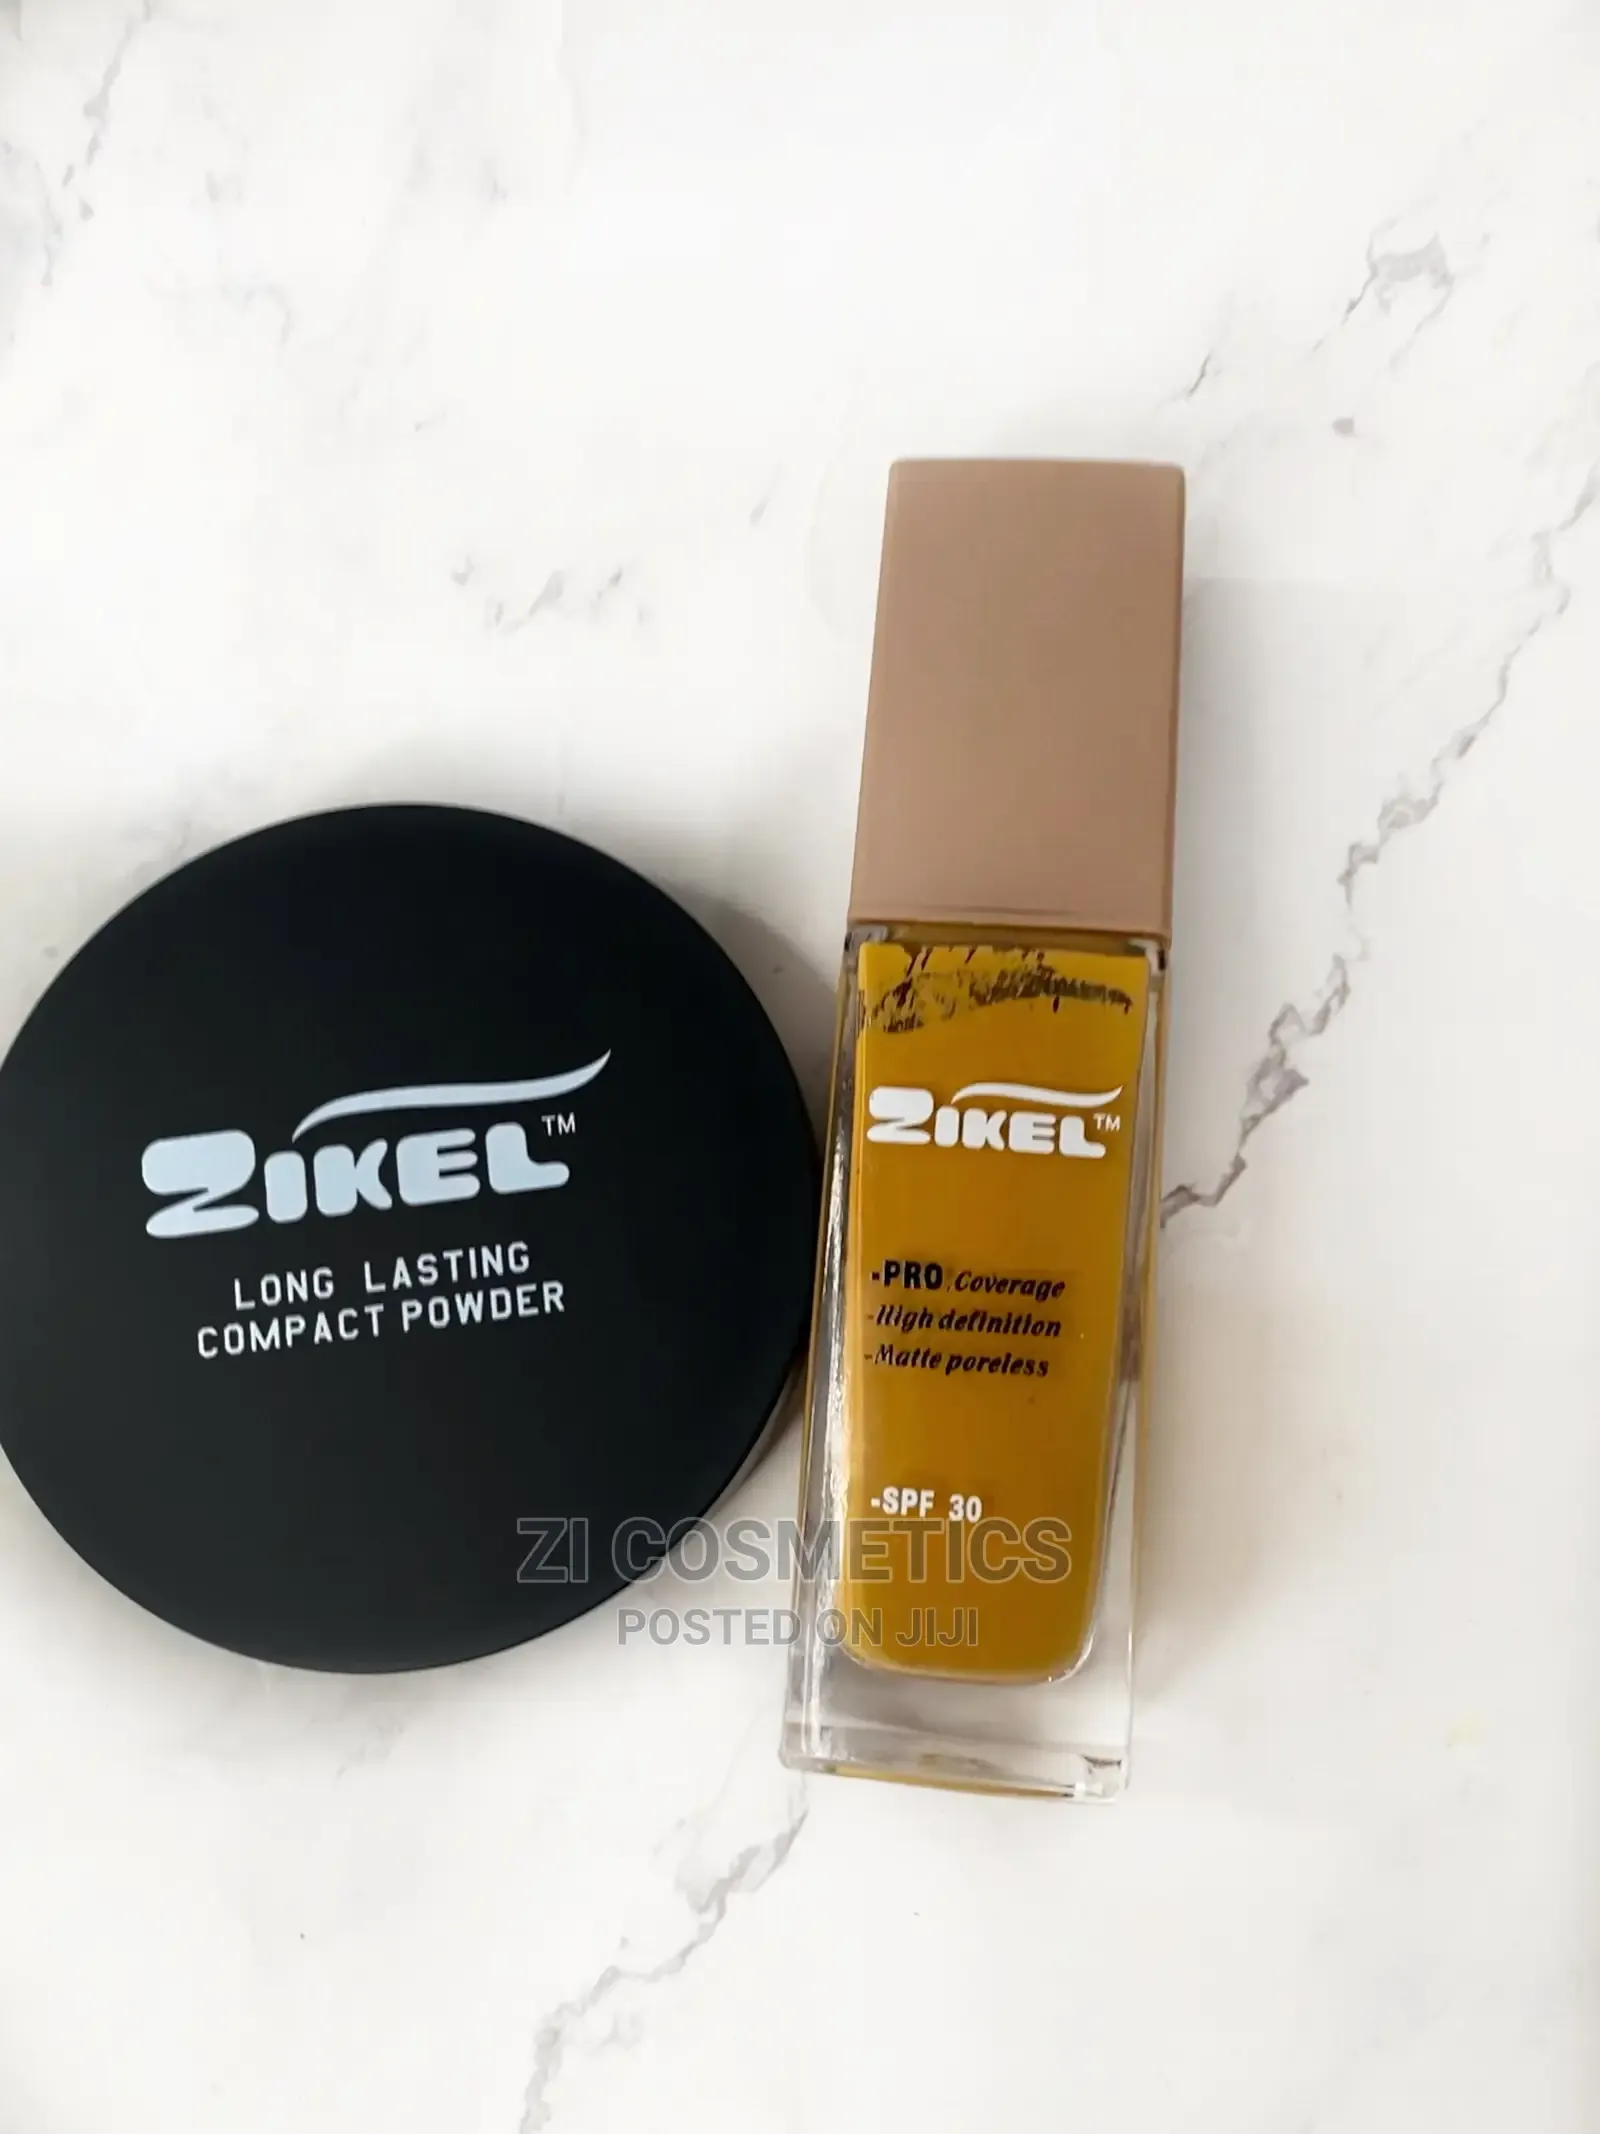 ZIKEL™
LONG LASTING
COMPACT POWDER
ZIKEL™
-PRO.Coverage
-High definition
-Matte poreless
-SPF 30
ZI COSMETICS
POSTED ON JIJI